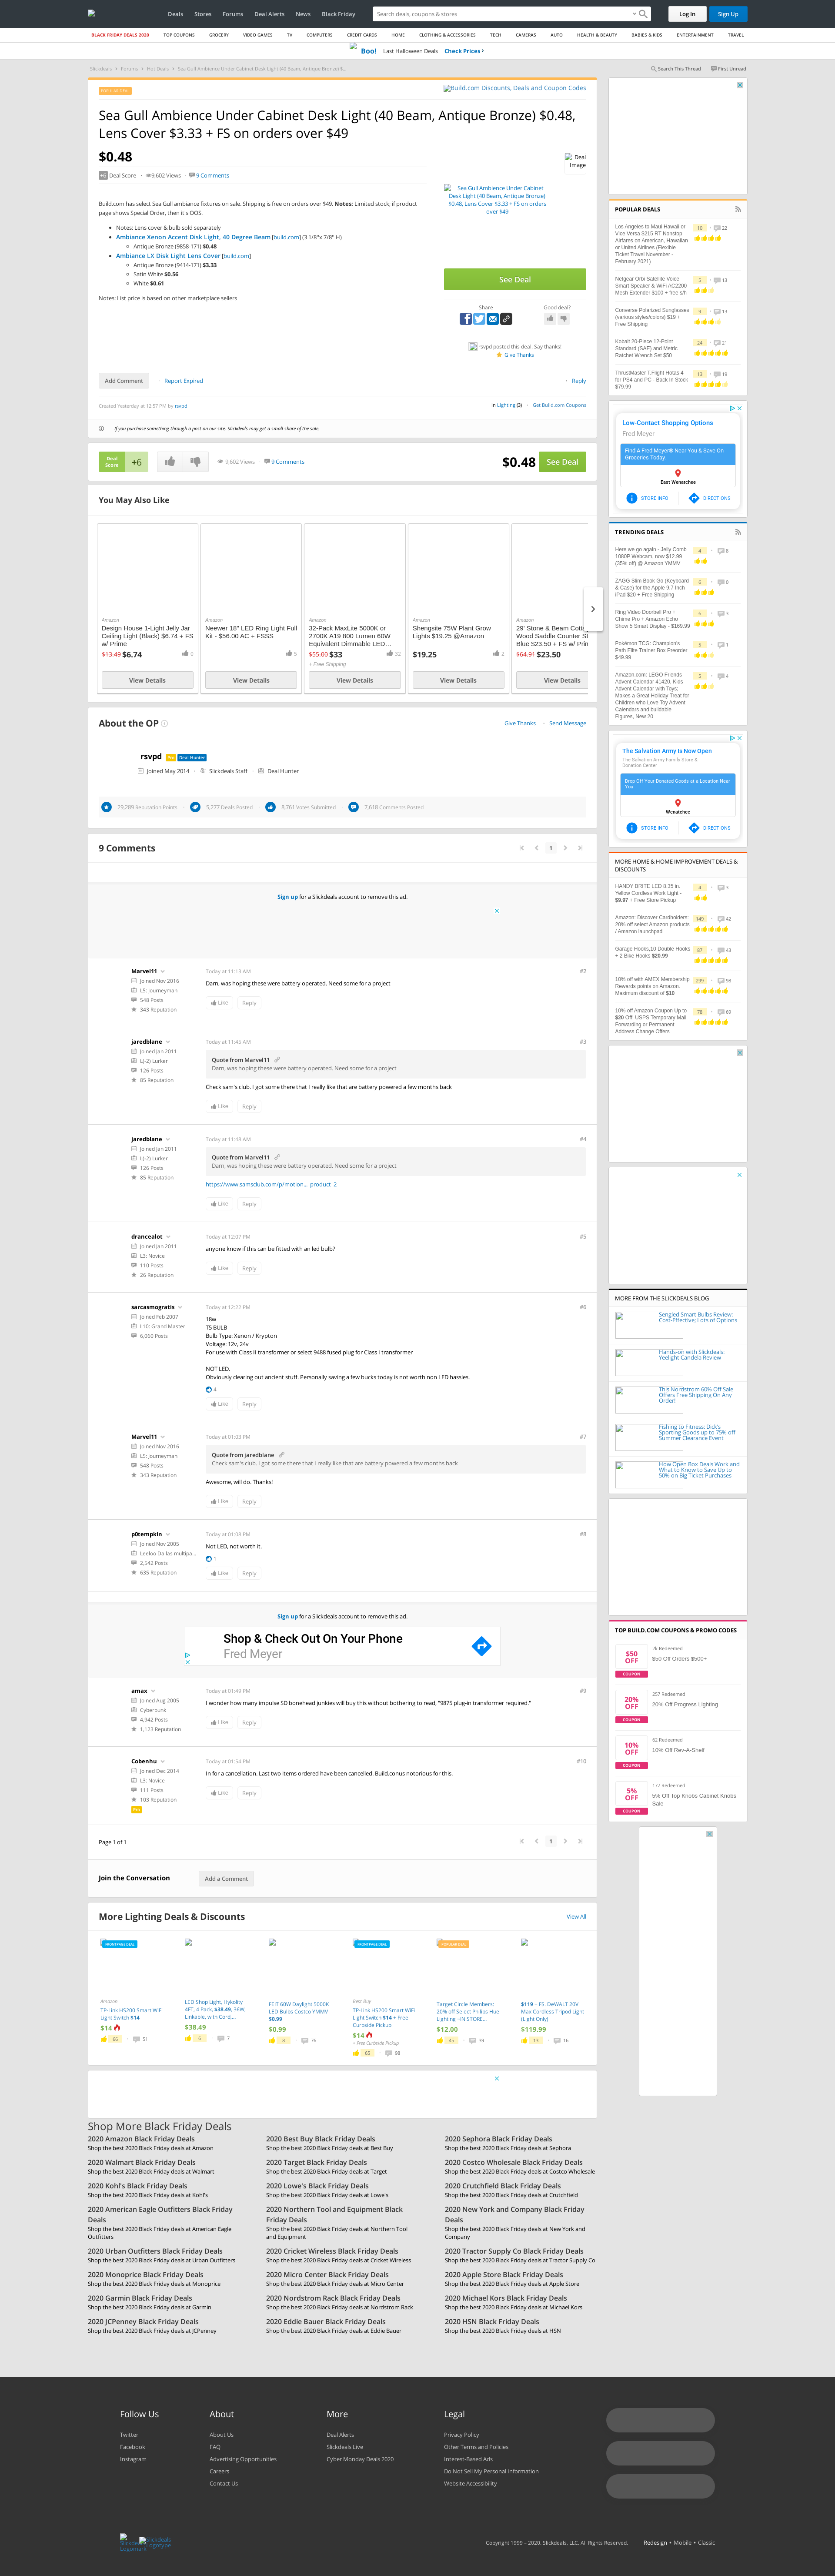 Deals Stores Forums Deal Alerts News Black Friday Search deals, coupons & stores Log In Sign Up
BLACK FRIDAY DEALS 2020 TOP COUPONS GROCERY VIDEO GAMES TV COMPUTERS CREDIT CARDS HOME CLOTHING & ACCESSORIES TECH CAMERAS AUTO HEALTH & BEAUTY BABIES & KIDS ENTERTAINMENT TRAVEL
Boo! Last Halloween Deals Check Prices
Slickdeals Forums Hot Deals Sea Gull Ambience Under Cabinet Desk Light (40 Beam, Antique Bronze) $...
Search This Thread First Unread
POPULAR DEAL
Build.com Discounts, Deals and Coupon Codes
Sea Gull Ambience Under Cabinet Desk Light (40 Beam, Antique Bronze) $0.48,
Lens Cover $3.33 + FS on orders over $49
$0.48
+6 Deal Score 9,602 Views 9 Comments
Deal Image
Build.com has select Sea Gull ambiance fixtures on sale. Shipping is free on orders over $49. Notes: Limited stock; if product
page shows Special Order, then it's OOS.
Notes: Lens cover & bulb sold separately
Ambiance Xenon Accent Disk Light, 40 Degree Beam [build.com] (3 1/8"x 7/8" H)
Antique Bronze (9858-171) $0.48
Ambiance LX Disk Light Lens Cover [build.com]
Antique Bronze (9414-171) $3.33
Satin White $0.56
White $0.61
Notes: List price is based on other marketplace sellers
Sea Gull Ambience Under Cabinet
Desk Light (40 Beam, Antique Bronze)
$0.48, Lens Cover $3.33 + FS on orders
over $49
See Deal
Share Good deal?
rsvpd posted this deal. Say thanks!
Give Thanks
Add Comment Report Expired Reply
Created Yesterday at 12:57 PM by rsvpd
in Lighting (3) Get Build.com Coupons
If you purchase something through a post on our site, Slickdeals may get a small share of the sale.
Deal
Score +6 9,602 Views 9 Comments $0.48 See Deal
You May Also Like
Amazon
Design House 1-Light Jelly Jar
Ceiling Light (Black) $6.74 + FS
w/ Prime
$13.49 $6.74 0
View Details
Amazon
Neewer 18" LED Ring Light Full
Kit - $56.00 AC + FSSS
5
View Details
Amazon
32-Pack MaxLite 5000K or
2700K A19 800 Lumen 60W
Equivalent Dimmable LED...
$55.00 $33 32
+ Free Shipping
View Details
Amazon
Shengsite 75W Plant Grow
Lights $19.25 @Amazon
$19.25 2
View Details
Amazon
29' Stone & Beam Cotta
Wood Saddle Counter St
Blue $23.50 + FS w/ Prim
$64.91 $23.50
View Details
About the OP
Give Thanks Send Message
rsvpd Pro Deal Hunter
Joined May 2014 Slickdeals Staff Deal Hunter
29,289 Reputation Points 5,277 Deals Posted 8,761 Votes Submitted 7,618 Comments Posted
9 Comments 1
Sign up for a Slickdeals account to remove this ad.
Marvel11
Joined Nov 2016
L5: Journeyman
548 Posts
343 Reputation
Today at 11:13 AM #2
Darn, was hoping these were battery operated. Need some for a project
Like Reply
jaredblane
Joined Jan 2011
L(-2) Lurker
126 Posts
85 Reputation
Today at 11:45 AM #3
Quote from Marvel11
Darn, was hoping these were battery operated. Need some for a project
Check sam's club. I got some there that I really like that are battery powered a few months back
Like Reply
jaredblane
Joined Jan 2011
L(-2) Lurker
126 Posts
85 Reputation
Today at 11:48 AM #4
Quote from Marvel11
Darn, was hoping these were battery operated. Need some for a project
https://www.samsclub.com/p/motion..._product_2
Like Reply
drancealot
Joined Jan 2011
L3: Novice
110 Posts
26 Reputation
Today at 12:07 PM #5
anyone know if this can be fitted with an led bulb?
Like Reply
sarcasmogratis
Joined Feb 2007
L10: Grand Master
6,060 Posts
Today at 12:22 PM #6
18w
T5 BULB
Bulb Type: Xenon / Krypton
Voltage: 12v, 24v
For use with Class II transformer or select 9488 fused plug for Class I transformer
NOT LED.
Obviously clearing out ancient stuff. Personally saving a few bucks today is not worth non LED hassles.
4
Like Reply
Marvel11
Joined Nov 2016
L5: Journeyman
548 Posts
343 Reputation
Today at 01:03 PM #7
Quote from jaredblane
Check sam's club. I got some there that I really like that are battery powered a few months back
Awesome, will do. Thanks!
Like Reply
p0tempkin
Joined Nov 2005
Leeloo Dallas multipa...
2,542 Posts
635 Reputation
Today at 01:08 PM #8
Not LED, not worth it.
1
Like Reply
Sign up for a Slickdeals account to remove this ad.
Shop & Check Out On Your Phone
Fred Meyer
amax
Joined Aug 2005
Cyberpunk
4,942 Posts
1,123 Reputation
Today at 01:49 PM #9
I wonder how many impulse SD bonehead junkies will buy this without bothering to read, "9875 plug-in transformer required."
Like Reply
Cobenhu
Joined Dec 2014
L3: Novice
111 Posts
103 Reputation
Pro
Today at 01:54 PM #10
In for a cancellation. Last two items ordered have been cancelled. Build.conus notorious for this.
Like Reply
Page 1 of 1 1
Join the Conversation Add a Comment
More Lighting Deals & Discounts View All
FRONTPAGE DEAL
Amazon
TP-Link HS200 Smart WiFi
Light Switch $14
$14
66 51
LED Shop Light, Hykolity
4FT, 4 Pack, $38.49, 36W,
Linkable, with Cord,...
$38.49
6 7
FEIT 60W Daylight 5000K
LED Bulbs Costco YMMV
$0.99
$0.99
8 76
FRONTPAGE DEAL
Best Buy
TP-Link HS200 Smart WiFi
Light Switch $14 + Free
Curbside Pickup
$14
+ Free Curbside Pickup
65 98
POPULAR DEAL
Target Circle Members:
20% off Select Philips Hue
Lighting ~IN STORE...
$12.00
45 39
$119 + FS, DeWALT 20V
Max Cordless Tripod Light
(Light Only)
$119.99
13 16
Shop More Black Friday Deals
2020 Amazon Black Friday Deals
Shop the best 2020 Black Friday deals at Amazon
2020 Best Buy Black Friday Deals
Shop the best 2020 Black Friday deals at Best Buy
2020 Sephora Black Friday Deals
Shop the best 2020 Black Friday deals at Sephora
2020 Walmart Black Friday Deals
Shop the best 2020 Black Friday deals at Walmart
2020 Target Black Friday Deals
Shop the best 2020 Black Friday deals at Target
2020 Costco Wholesale Black Friday Deals
Shop the best 2020 Black Friday deals at Costco Wholesale
2020 Kohl's Black Friday Deals
Shop the best 2020 Black Friday deals at Kohl's
2020 Lowe's Black Friday Deals
Shop the best 2020 Black Friday deals at Lowe's
2020 Crutchfield Black Friday Deals
Shop the best 2020 Black Friday deals at Crutchfield
2020 American Eagle Outfitters Black Friday
Deals
Shop the best 2020 Black Friday deals at American Eagle
Outfitters
2020 Northern Tool and Equipment Black
Friday Deals
Shop the best 2020 Black Friday deals at Northern Tool
and Equipment
2020 New York and Company Black Friday
Deals
Shop the best 2020 Black Friday deals at New York and
Company
2020 Urban Outfitters Black Friday Deals
Shop the best 2020 Black Friday deals at Urban Outfitters
2020 Cricket Wireless Black Friday Deals
Shop the best 2020 Black Friday deals at Cricket Wireless
2020 Tractor Supply Co Black Friday Deals
Shop the best 2020 Black Friday deals at Tractor Supply Co
2020 Monoprice Black Friday Deals
Shop the best 2020 Black Friday deals at Monoprice
2020 Micro Center Black Friday Deals
Shop the best 2020 Black Friday deals at Micro Center
2020 Apple Store Black Friday Deals
Shop the best 2020 Black Friday deals at Apple Store
2020 Garmin Black Friday Deals
Shop the best 2020 Black Friday deals at Garmin
2020 Nordstrom Rack Black Friday Deals
Shop the best 2020 Black Friday deals at Nordstrom Rack
2020 Michael Kors Black Friday Deals
Shop the best 2020 Black Friday deals at Michael Kors
2020 JCPenney Black Friday Deals
Shop the best 2020 Black Friday deals at JCPenney
2020 Eddie Bauer Black Friday Deals
Shop the best 2020 Black Friday deals at Eddie Bauer
2020 HSN Black Friday Deals
Shop the best 2020 Black Friday deals at HSN
POPULAR DEALS
Los Angeles to Maui Hawaii or
Vice Versa $215 RT Nonstop
Airfares on American, Hawaiian
or United Airlines (Flexible
Ticket Travel November -
February 2021)
10 22
Netgear Orbi Satellite Voice
Smart Speaker & WiFi AC2200
Mesh Extender $100 + free s/h
5 13
Converse Polarized Sunglasses
(various styles/colors) $19 +
Free Shipping
9 13
Kobalt 20-Piece 12-Point
Standard (SAE) and Metric
Ratchet Wrench Set $50
24 21
ThrustMaster T.Flight Hotas 4
for PS4 and PC - Back In Stock
$79.99
13 19
Low-Contact Shopping Options
Fred Meyer
Find A Fred Meyer® Near You & Save On
Groceries Today.
East Wenatchee
STORE INFO DIRECTIONS
TRENDING DEALS
Here we go again - Jelly Comb
1080P Webcam, now $12.99
(35% off) @ Amazon YMMV
4 8
ZAGG Slim Book Go (Keyboard
& Case) for the Apple 9.7 Inch
iPad $20 + Free Shipping
6 0
Ring Video Doorbell Pro +
Chime Pro + Amazon Echo
Show 5 Smart Display - $169.99
6 3
Pokémon TCG: Champion's
Path Elite Trainer Box Preorder
$49.99
5 1
Amazon.com :LEGO Friends
Advent Calendar 41420, Kids
Advent Calendar with Toys;
Makes a Great Holiday Treat for
Children who Love Toy Advent
Calendars and buildable
Figures, New 20
5 4
The Salvation Army Is Now Open
The Salvation Army Family Store &
Donation Center
Drop Off Your Donated Goods at a Location Near
You
Wenatchee
STORE INFO DIRECTIONS
MORE HOME & HOME IMPROVEMENT DEALS &
DISCOUNTS
HANDY BRITE LED 8.35 in.
Yellow Cordless Work Light -
$9.97 + Free Store Pickup
4 3
Amazon: Discover Cardholders:
20% off select Amazon products
/ Amazon launchpad
149 42
Garage Hooks,10 Double Hooks
+ 2 Bike Hooks $20.99
87 43
10% off with AMEX Membership
Rewards points on Amazon.
Maximum discount of $10
299 98
10% off Amazon Coupon Up to
$20 Off! USPS Temporary Mail
Forwarding or Permanent
Address Change Offers
78 69
MORE FROM THE SLICKDEALS BLOG
Sengled Smart Bulbs Review:
Cost-Effective; Lots of Options
Hands-on with Slickdeals:
Yeelight Candela Review
This Nordstrom 60% Off Sale
Offers Free Shipping On Any
Order!
Fishing to Fitness: Dick's
Sporting Goods up to 75% off
Summer Clearance Event
How Open Box Deals Work and
What to Know to Save Up to
50% on Big Ticket Purchases
TOP BUILD.COM COUPONS & PROMO CODES
$50
OFF
COUPON
2k Redeemed
$50 Off Orders $500+
20%
OFF
COUPON
257 Redeemed
20% Off Progress Lighting
10%
OFF
COUPON
62 Redeemed
10% Off Rev-A-Shelf
5%
OFF
COUPON
177 Redeemed
5% Off Top Knobs Cabinet Knobs
Sale
Follow Us
Twitter
Facebook
Instagram
About
About Us
FAQ
Advertising Opportunities
Careers
Contact Us
More
Deal Alerts
Slickdeals Live
Cyber Monday Deals 2020
Legal
Privacy Policy
Other Terms and Policies
Interest-Based Ads
Do Not Sell My Personal Information
Website Accessibility
Copyright 1999 – 2020. Slickdeals, LLC. All Rights Reserved. Redesign • Mobile • Classic